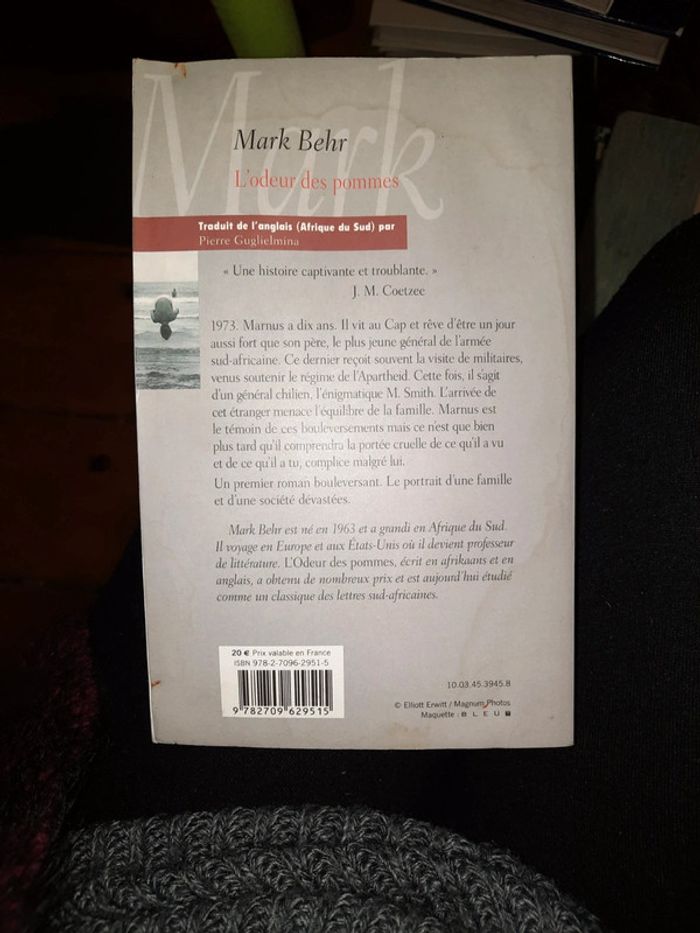 Mark
Mark Behr
L'odeur des pommes
Traduit de l'anglais (Afrique du Sud) par
Pierre Guglielmina
« Une histoire captivante et troublante. »
J. M. Coetzee
1973. Marnus a dix ans. Il vit au Cap et rêve d'être un jour
aussi fort que son père, le plus jeune général de l'armée
sud-africaine. Ce dernier reçoit souvent la visite de militaires,
venus soutenir le régime de l'Apartheid. Cette fois, il s'agit
d'un général chilien, l'énigmatique M. Smith. L'arrivée de
cet étranger menace l'équilibre de la famille. Marnus est
le témoin de ces bouleversements mais ce n'est que bien
plus tard qu'il comprendra la portée cruelle de ce qu'il a vu
et de ce qu'il a tu, complice malgré lui.
Un premier roman bouleversant. Le portrait d'une famille
et d'une société dévastées.
Mark Behr est né en 1963 et a grandi en Afrique du Sud.
Il voyage en Europe et aux États-Unis où il devient professeur
de littérature. L'Odeur des pommes, écrit en afrikaans et en
anglais, a obtenu de nombreux prix et est aujourd'hui étudié
comme un classique des lettres sud-africaines.
20 € Prix valable en France
ISBN 978-2-7096-2951-5
9 782709 629515
10.03.45.3945.8
© Elliott Erwitt / Magnum Photos
Maquette : BLEU T